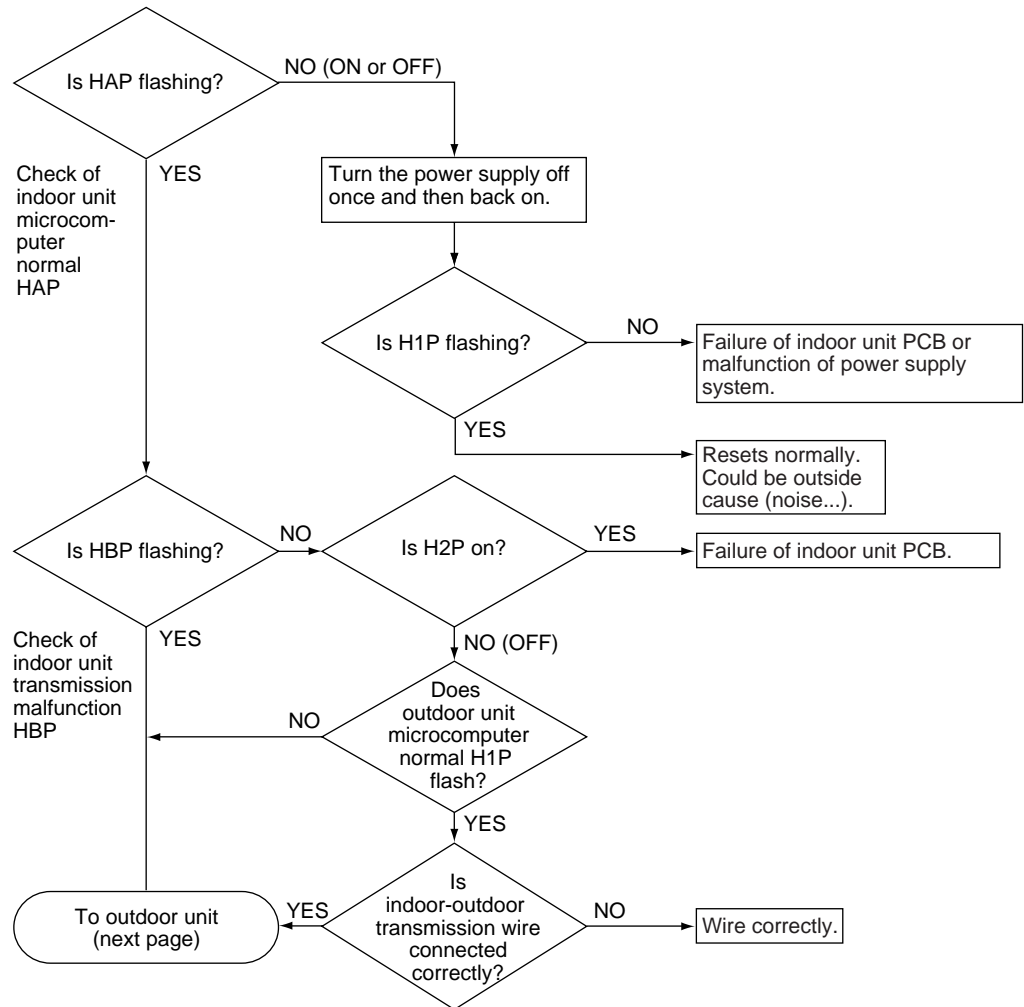 Is HAP flashing?
NO (ON or OFF)
YES
Check of
indoor unit
microcom-
puter
normal
HAP
Turn the power supply off
once and then back on.
Is H1P flashing?
NO
Failure of indoor unit PCB or
malfunction of power supply
system.
YES
Resets normally.
Could be outside
cause (noise...).
Is HBP flashing?
NO
Is H2P on?
YES
Failure of indoor unit PCB.
YES
Check of
indoor unit
transmission
malfunction
HBP
NO (OFF)
Does
outdoor unit
microcomputer
normal H1P
flash?
NO
YES
Is
indoor-outdoor
transmission wire
connected
correctly?
YES
To outdoor unit
(next page)
NO
Wire correctly.